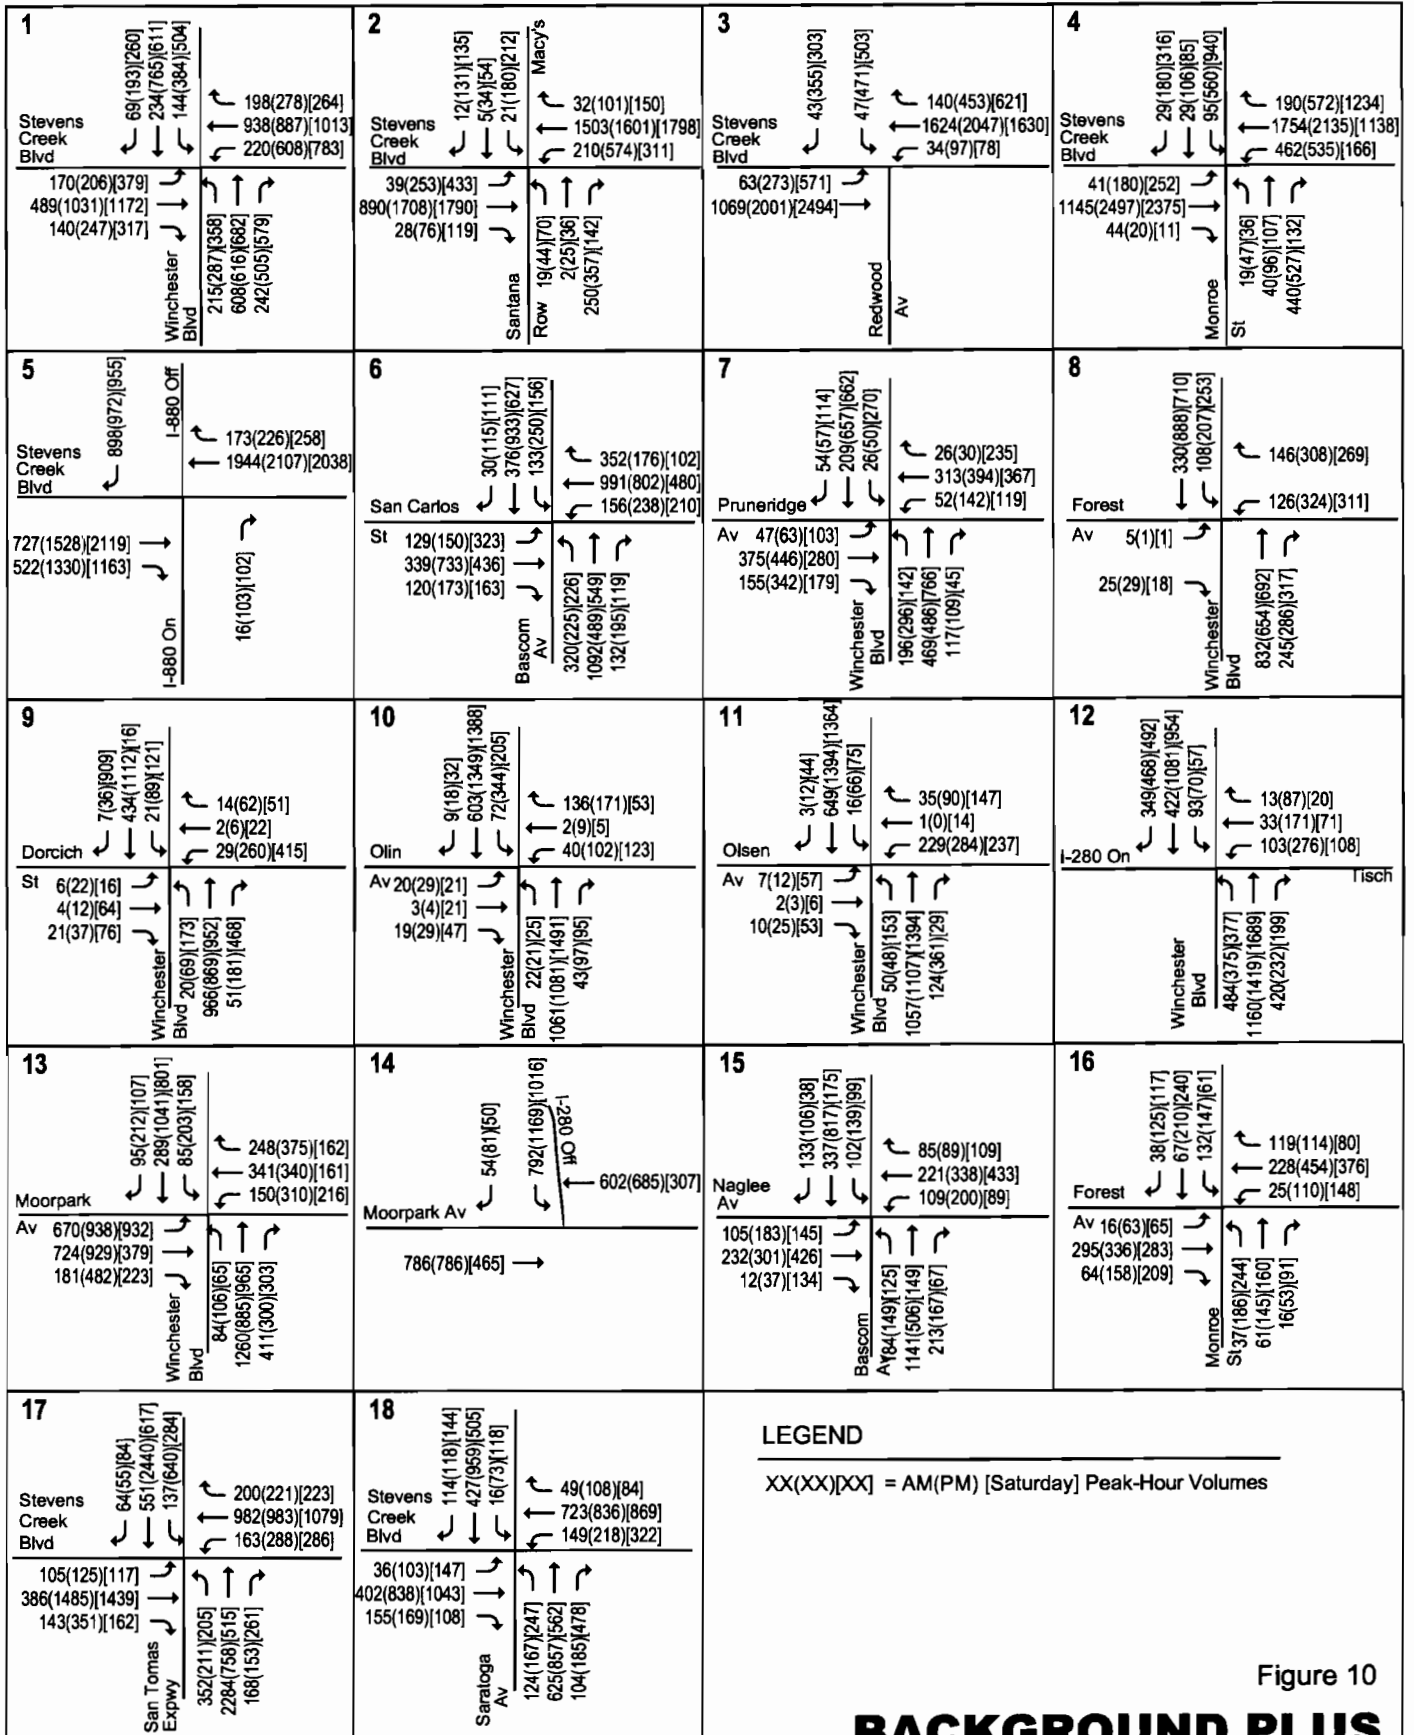 1
69(193)[260]
234(765)[611]
144(384)[504]
Stevens
Creek
Blvd
198(278)[264]
938(887)[1013]
220(608)[783]
170(206)[379]
489(1031)[1172]
140(247)[317]
Winchester
Blvd
215(287)[358]
608(616)[682]
242(505)[579]
2
12(131)[135]
5(34)[54]
21(180)[212]
Macy's
Stevens
Creek
Blvd
32(101)[150]
1503(1601)[1798]
210(574)[311]
39(253)[433]
890(1708)[1790]
28(76)[119]
Santana
Row
19(44)[70]
2(25)[36]
250(357)[142]
3
43(355)[303]
47(471)[503]
Stevens
Creek
Blvd
140(453)[621]
1624(2047)[1630]
34(97)[78]
63(273)[571]
1069(2001)[2494]
Redwood
Av
4
29(180)[316]
29(106)[85]
95(560)[940]
Stevens
Creek
Blvd
190(572)[1234]
1754(2135)[1138]
462(535)[166]
41(180)[252]
1145(2497)[2375]
44(20)[11]
Monroe
St
19(47)[36]
40(96)[107]
440(527)[132]
5
898(972)[955]
I-880 Off
Stevens
Creek
Blvd
173(226)[258]
1944(2107)[2038]
727(1528)[2119]
522(1330)[1163]
I-880 On
16(103)[102]
6
30(115)[111]
376(933)[627]
133(250)[156]
San Carlos
St
352(176)[102]
991(802)[480]
156(238)[210]
129(150)[323]
339(733)[436]
120(173)[163]
Bascom
Av
320(225)[226]
1092(489)[549]
132(195)[119]
7
54(57)[114]
209(657)[662]
26(50)[270]
Pruneridge
Av
26(30)[235]
313(394)[367]
52(142)[119]
47(63)[103]
375(446)[280]
155(342)[179]
Winchester
Blvd
196(296)[142]
469(486)[766]
117(109)[45]
8
330(888)[710]
108(207)[253]
Forest
Av
146(308)[269]
126(324)[311]
5(1)[1]
25(29)[18]
Winchester
Blvd
832(654)[692]
245(286)[317]
9
7(36)[909]
434(1112)[16]
21(89)[121]
Dorcich
St
14(62)[51]
2(6)[22]
29(260)[415]
6(22)[16]
4(12)[64]
21(37)[76]
Winchester
Blvd
20(69)[173]
966(869)[952]
51(181)[468]
10
9(18)[32]
603(1349)[1388]
72(344)[205]
Olin
Av
136(171)[53]
2(9)[5]
40(102)[123]
20(29)[21]
3(4)[21]
19(29)[47]
Winchester
Blvd
22(21)[25]
1061(1081)[1491]
43(97)[95]
11
3(12)[44]
649(1394)[1364]
16(66)[75]
Olsen
Av
35(90)[147]
1(0)[14]
229(284)[237]
7(12)[57]
2(3)[6]
10(25)[53]
Winchester
Blvd
50(48)[153]
1057(1107)[1394]
124(361)[29]
12
349(468)[492]
422(1081)[954]
93(70)[57]
I-280 On
13(87)[20]
33(171)[71]
103(276)[108]
Tisch
Winchester
Blvd
484(375)[377]
1160(1419)[1689]
420(232)[199]
13
95(212)[107]
289(1041)[801]
85(203)[158]
Moorpark
Av
248(375)[162]
341(340)[161]
150(310)[216]
670(938)[932]
724(929)[379]
181(482)[223]
Winchester
Blvd
84(106)[65]
1260(885)[965]
411(300)[303]
14
54(81)[50]
792(1169)[1016]
I-280 Off
602(685)[307]
Moorpark Av
786(786)[465]
15
133(106)[38]
337(817)[175]
102(139)[99]
Naglee
Av
85(89)[109]
221(338)[433]
109(200)[89]
105(183)[145]
232(301)[426]
12(37)[134]
Bascom
Av
184(149)[125]
1141(506)[149]
213(167)[67]
16
38(125)[117]
67(210)[240]
132(147)[61]
Forest
Av
119(114)[80]
228(454)[376]
25(110)[148]
16(63)[65]
295(336)[283]
64(158)[209]
Monroe
St
37(186)[244]
61(145)[160]
16(53)[91]
17
64(55)[84]
551(2440)[617]
137(640)[284]
Stevens
Creek
Blvd
200(221)[223]
982(983)[1079]
163(288)[286]
105(125)[117]
386(1485)[1439]
143(351)[162]
San Tomas
Expwy
352(211)[205]
2284(758)[515]
168(153)[261]
18
114(118)[144]
427(959)[505]
16(73)[118]
Stevens
Creek
Blvd
49(108)[84]
723(836)[869]
149(218)[322]
36(103)[147]
402(838)[1043]
155(169)[108]
Saratoga
Av
124(167)[247]
625(857)[562]
104(185)[478]
LEGEND
XX(XX)[XX] = AM(PM) [Saturday] Peak-Hour Volumes
Figure 10
BACKGROUND PLUS